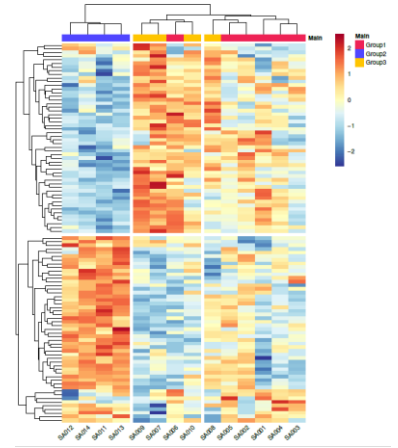 Main
Main
Group1
Group2
Group3
2
1
0
−1
−2
SA012
SA014
SA011
SA013
SA009
SA007
SA006
SA010
SA008
SA005
SA002
SA001
SA004
SA003